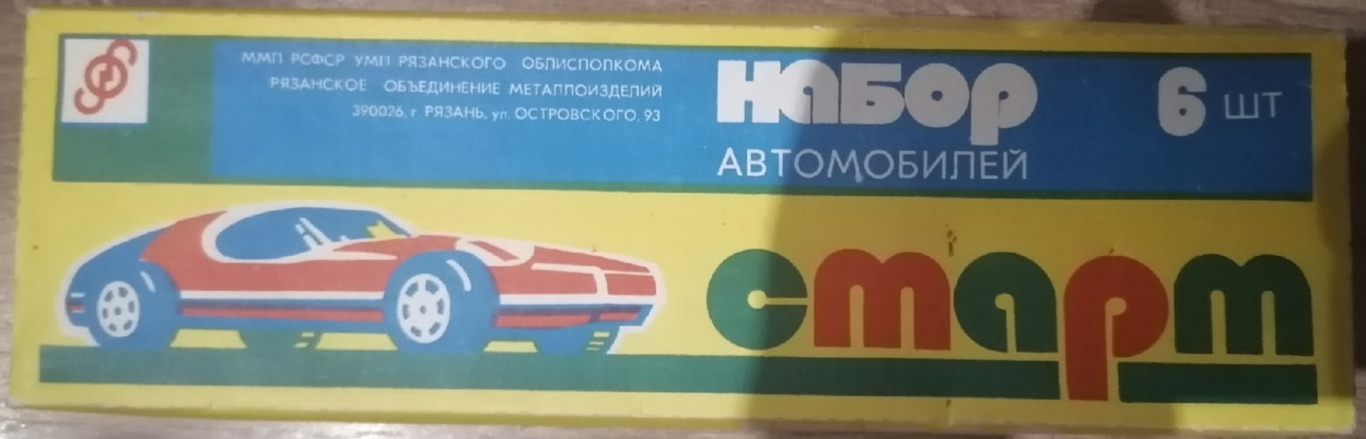 ММП РСФСР УМП РЯЗАНСКОГО ОБЛИСПОЛКОМА
РЯЗАНСКОЕ ОБЪЕДИНЕНИЕ МЕТАЛЛОИЗДЕЛИЙ
390026, г. РЯЗАНЬ, ул. ОСТРОВСКОГО, 93
НАБОР
АВТОМОБИЛЕЙ
6 ШТ
старт